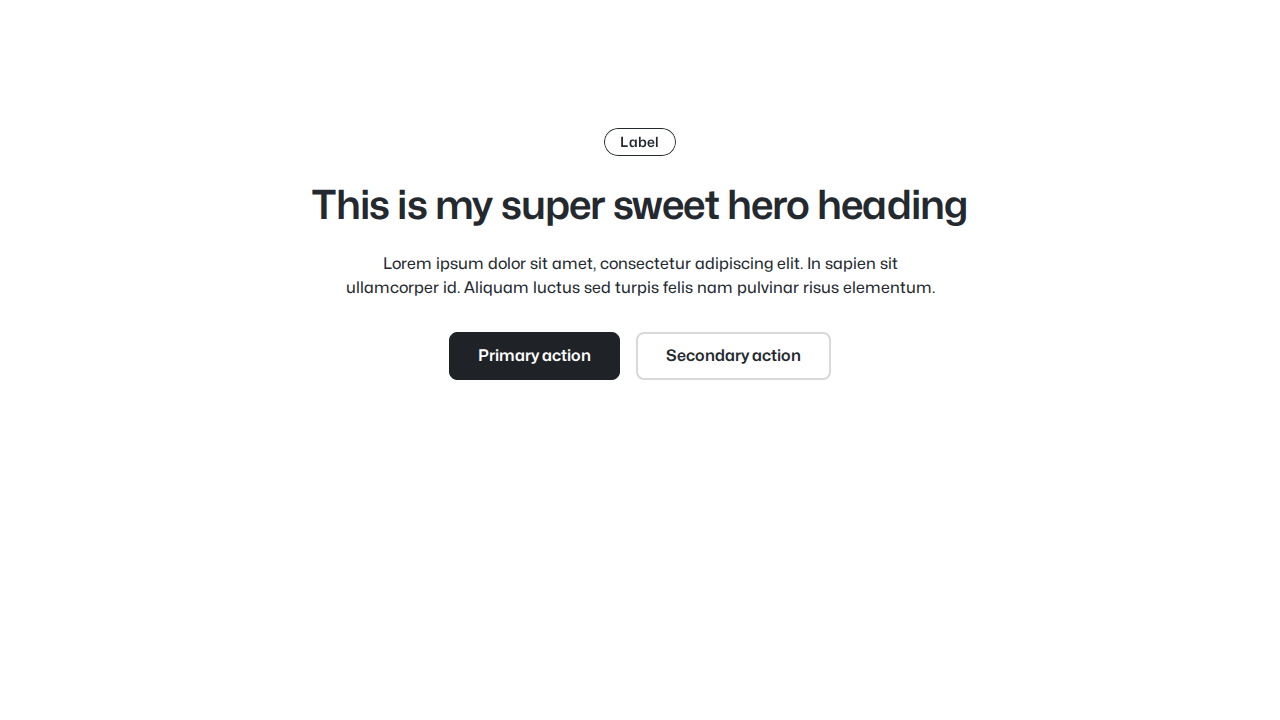 Label
This is my super sweet hero heading
Lorem ipsum dolor sit amet, consectetur adipiscing elit. In sapien sit
ullamcorper id. Aliquam luctus sed turpis felis nam pulvinar risus elementum.
Primary action
Secondary action